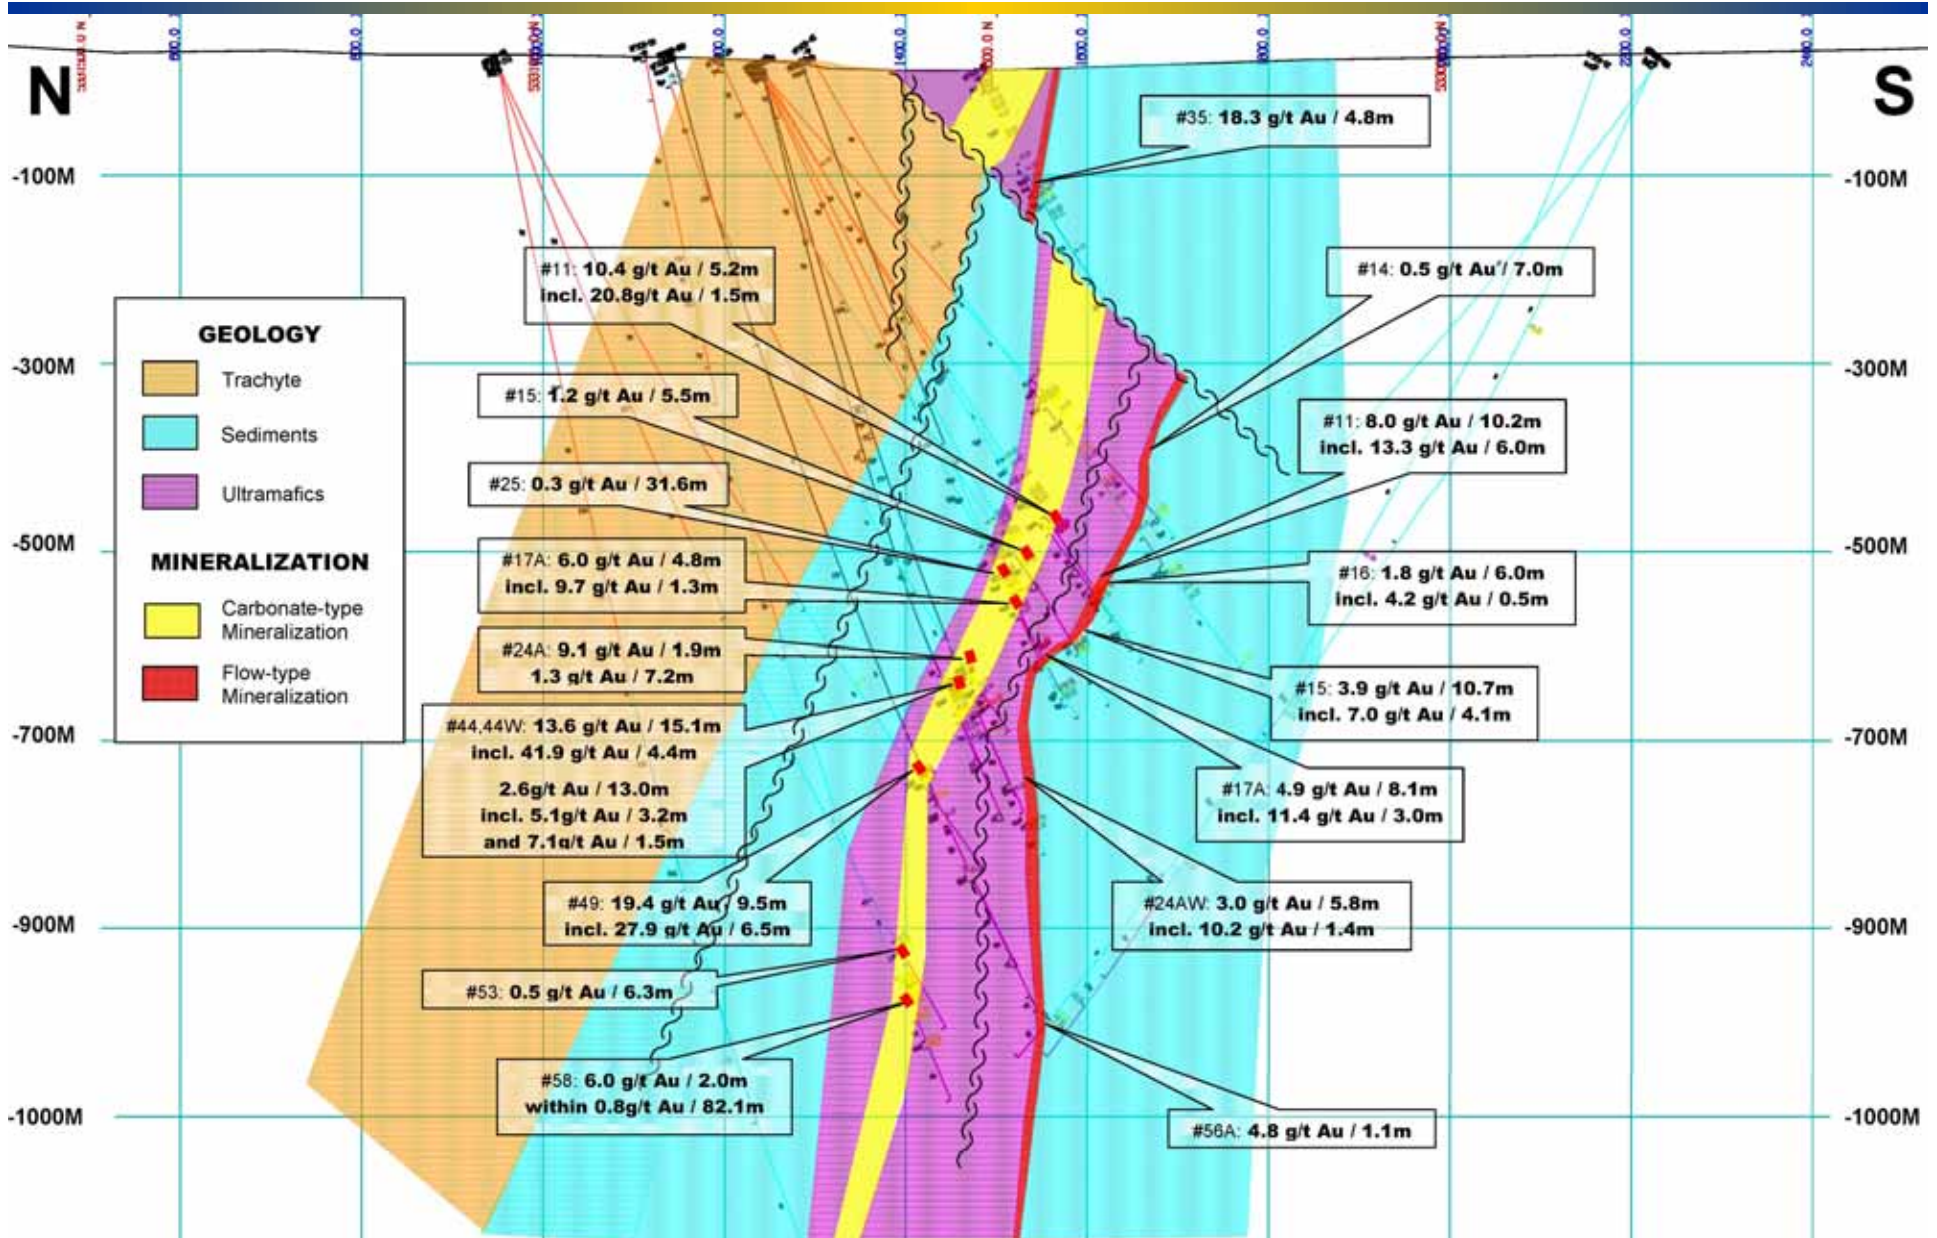 N
S
-100M
-100M
#35: 18.3 g/t Au / 4.8m
#11: 10.4 g/t Au / 5.2m
incl. 20.8g/t Au / 1.5m
#14: 0.5 g/t Au / 7.0m
GEOLOGY
Trachyte
Sediments
Ultramafics
MINERALIZATION
Carbonate-type
Mineralization
Flow-type
Mineralization
-300M
-300M
#15: 1.2 g/t Au / 5.5m
#11: 8.0 g/t Au / 10.2m
incl. 13.3 g/t Au / 6.0m
#25: 0.3 g/t Au / 31.6m
-500M
-500M
#17A: 6.0 g/t Au / 4.8m
incl. 9.7 g/t Au / 1.3m
#16: 1.8 g/t Au / 6.0m
incl. 4.2 g/t Au / 0.5m
#24A: 9.1 g/t Au / 1.9m
1.3 g/t Au / 7.2m
#15: 3.9 g/t Au / 10.7m
incl. 7.0 g/t Au / 4.1m
-700M
-700M
#44,44W: 13.6 g/t Au / 15.1m
incl. 41.9 g/t Au / 4.4m
2.6g/t Au / 13.0m
incl. 5.1g/t Au / 3.2m
and 7.1g/t Au / 1.5m
#17A: 4.9 g/t Au / 8.1m
incl. 11.4 g/t Au / 3.0m
#49: 19.4 g/t Au / 9.5m
incl. 27.9 g/t Au / 6.5m
#24AW: 3.0 g/t Au / 5.8m
incl. 10.2 g/t Au / 1.4m
-900M
-900M
#53: 0.5 g/t Au / 6.3m
#58: 6.0 g/t Au / 2.0m
within 0.8g/t Au / 82.1m
-1000M
-1000M
#56A: 4.8 g/t Au / 1.1m